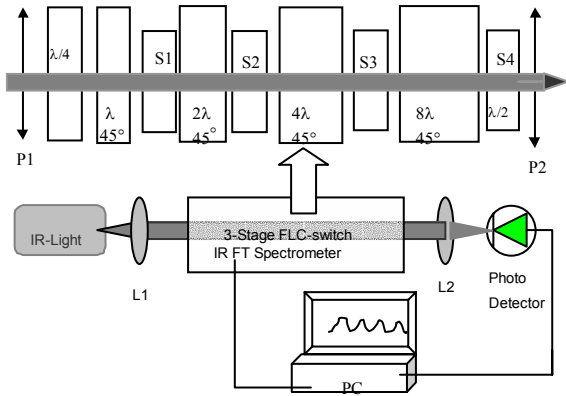 λ/4
S1
S2
S3
S4
λ
45°
2λ
45°
4λ
45°
8λ
45°
λ/2
P1
P2
IR-Light
3-Stage FLC-switch
IR FT Spectrometer
L1
L2
Photo
Detector
PC